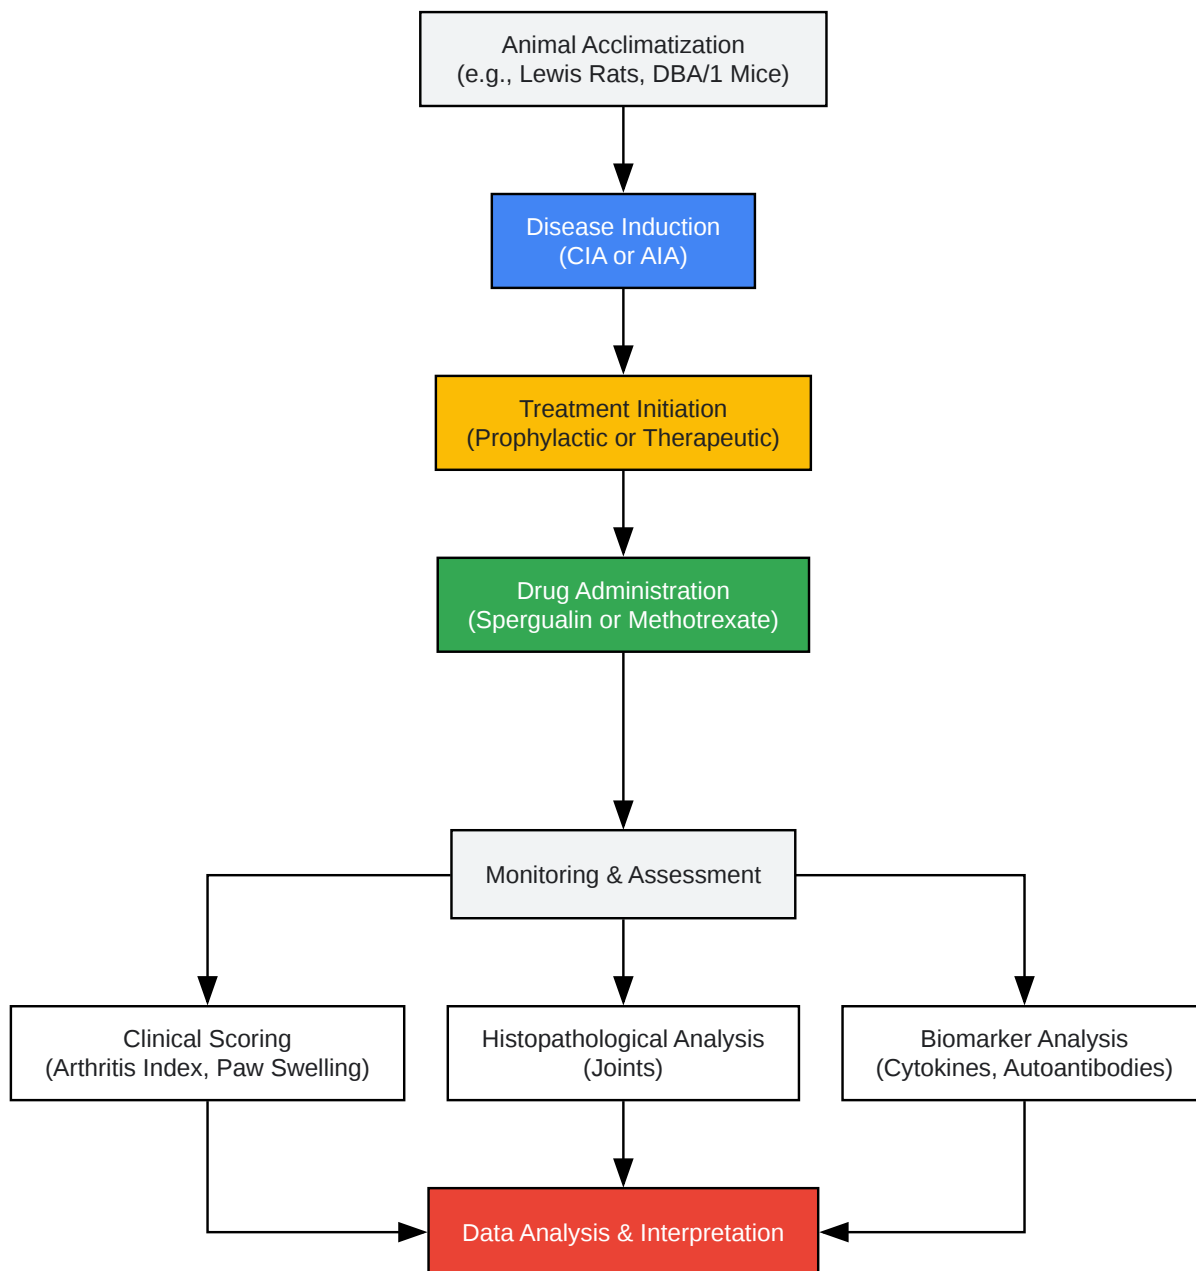 Animal Acclimatization
(e.g., Lewis Rats, DBA/1 Mice)
Disease Induction
(CIA or AIA)
Treatment Initiation
(Prophylactic or Therapeutic)
Drug Administration
(Spergualin or Methotrexate)
Monitoring & Assessment
Clinical Scoring
(Arthritis Index, Paw Swelling)
Histopathological Analysis
(Joints)
Biomarker Analysis
(Cytokines, Autoantibodies)
Data Analysis & Interpretation